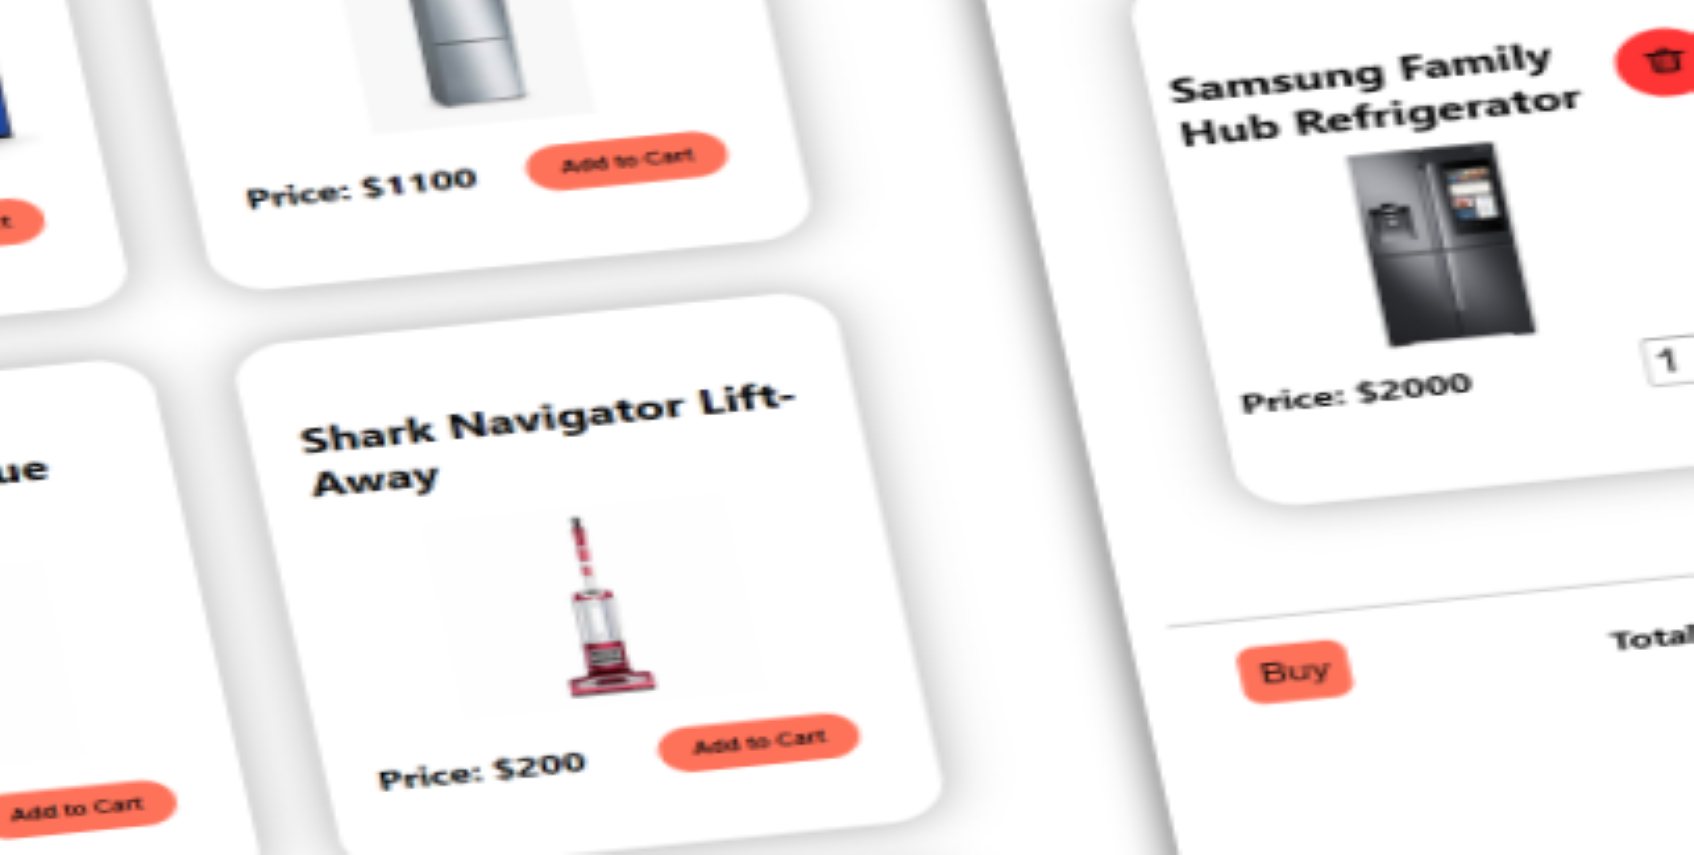 t
Price: $1100
Add to Cart
ue
Add to Cart
Shark Navigator Lift-
Away
Price: $200
Add to Cart
Samsung Family
Hub Refrigerator
1
Price: $2000
Buy
Total